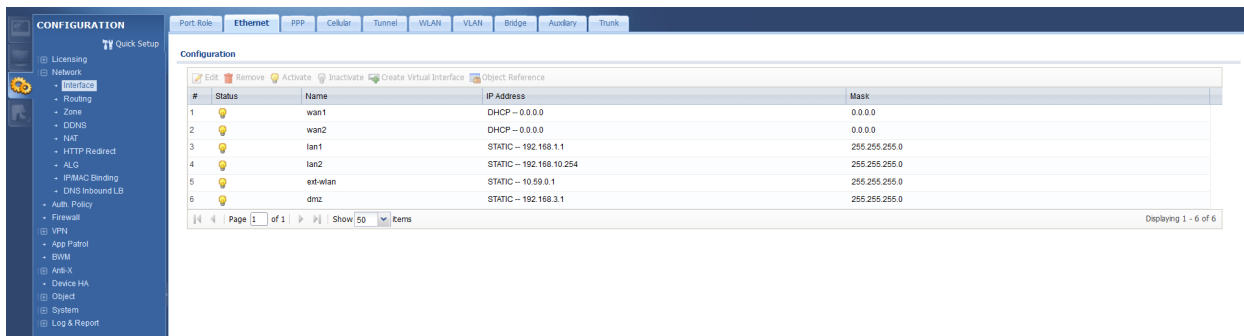 CONFIGURATION
Quick Setup
Licensing
Network
Interface
Routing
Zone
DDNS
NAT
HTTP Redirect
ALG
IP/MAC Binding
DNS Inbound LB
Auth. Policy
Firewall
VPN
App Patrol
BWM
Anti-X
Device HA
Object
System
Log & Report
Port Role Ethernet PPP Cellular Tunnel WLAN VLAN Bridge Auxiliary Trunk
Configuration
Edit Remove Activate Inactivate Create Virtual Interface Object Reference
# Status Name IP Address Mask
1 wan1 DHCP -- 0.0.0.0 0.0.0.0
2 wan2 DHCP -- 0.0.0.0 0.0.0.0
3 lan1 STATIC -- 192.168.1.1 255.255.255.0
4 lan2 STATIC -- 192.168.10.254 255.255.255.0
5 ext-wlan STATIC -- 10.59.0.1 255.255.255.0
6 dmz STATIC -- 192.168.3.1 255.255.255.0
Page 1 of 1 Show 50 items Displaying 1 - 6 of 6